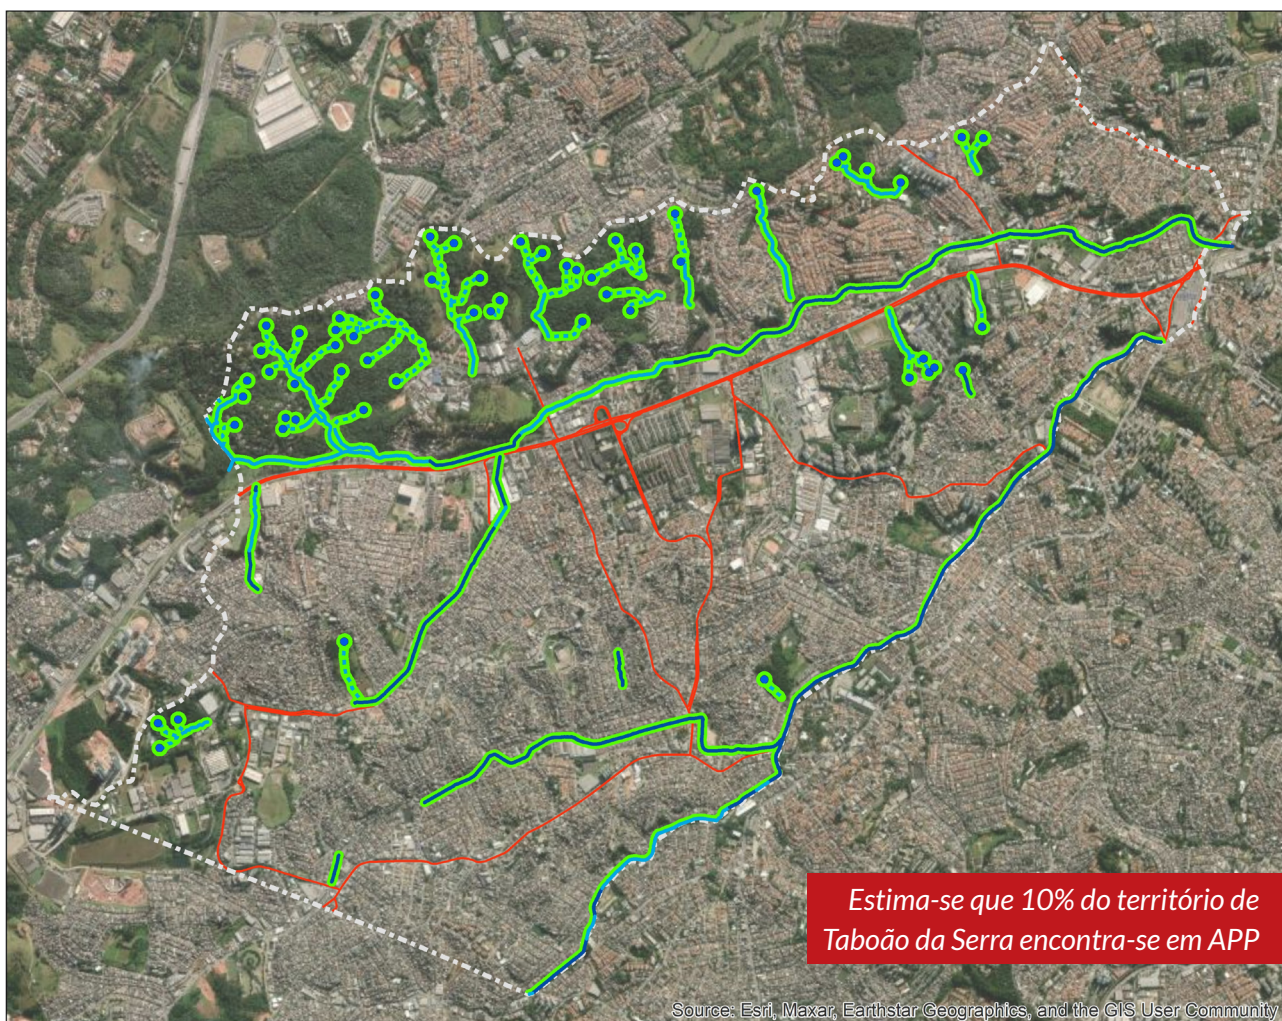 Estima-se que 10% do território de
Taboão da Serra encontra-se em APP
Source: Esri, Maxar, Earthstar Geographics, and the GIS User Community